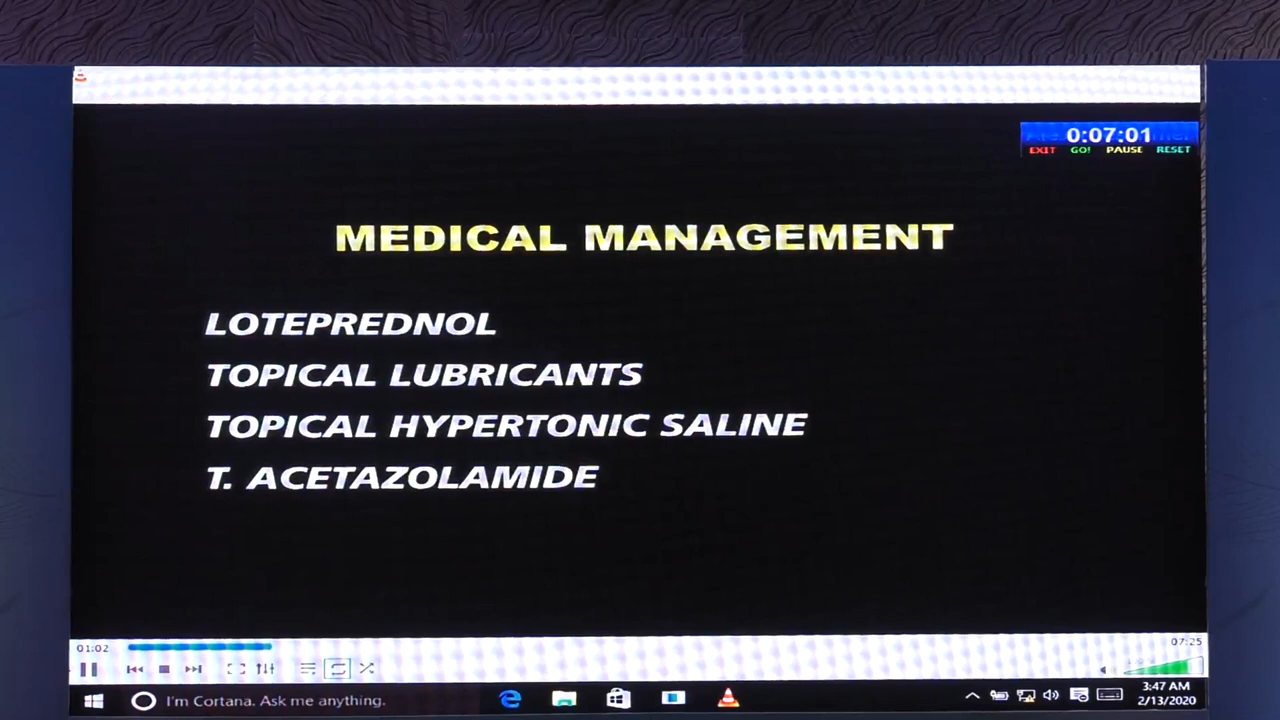 0:07:01
EXIT GO! PAUSE RESET
MEDICAL MANAGEMENT
LOTEPREDNOL
TOPICAL LUBRICANTS
TOPICAL HYPERTONIC SALINE
T. ACETAZOLAMIDE
01:02
07:25
I'm Cortana. Ask me anything.
3:47 AM
2/13/2020